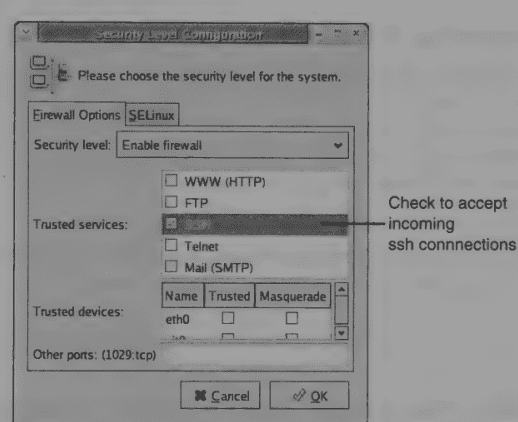 Security Level Configuration
Please choose the security level for the system.
Firewall Options SELinux
Security level: Enable firewall
WWW (HTTP)
FTP
Trusted services:
SSH
Telnet
Mail (SMTP)
Check to accept
incoming
ssh connnections
Name Trusted Masquerade
Trusted devices:
eth0
Other ports: (1029:tcp)
Cancel OK